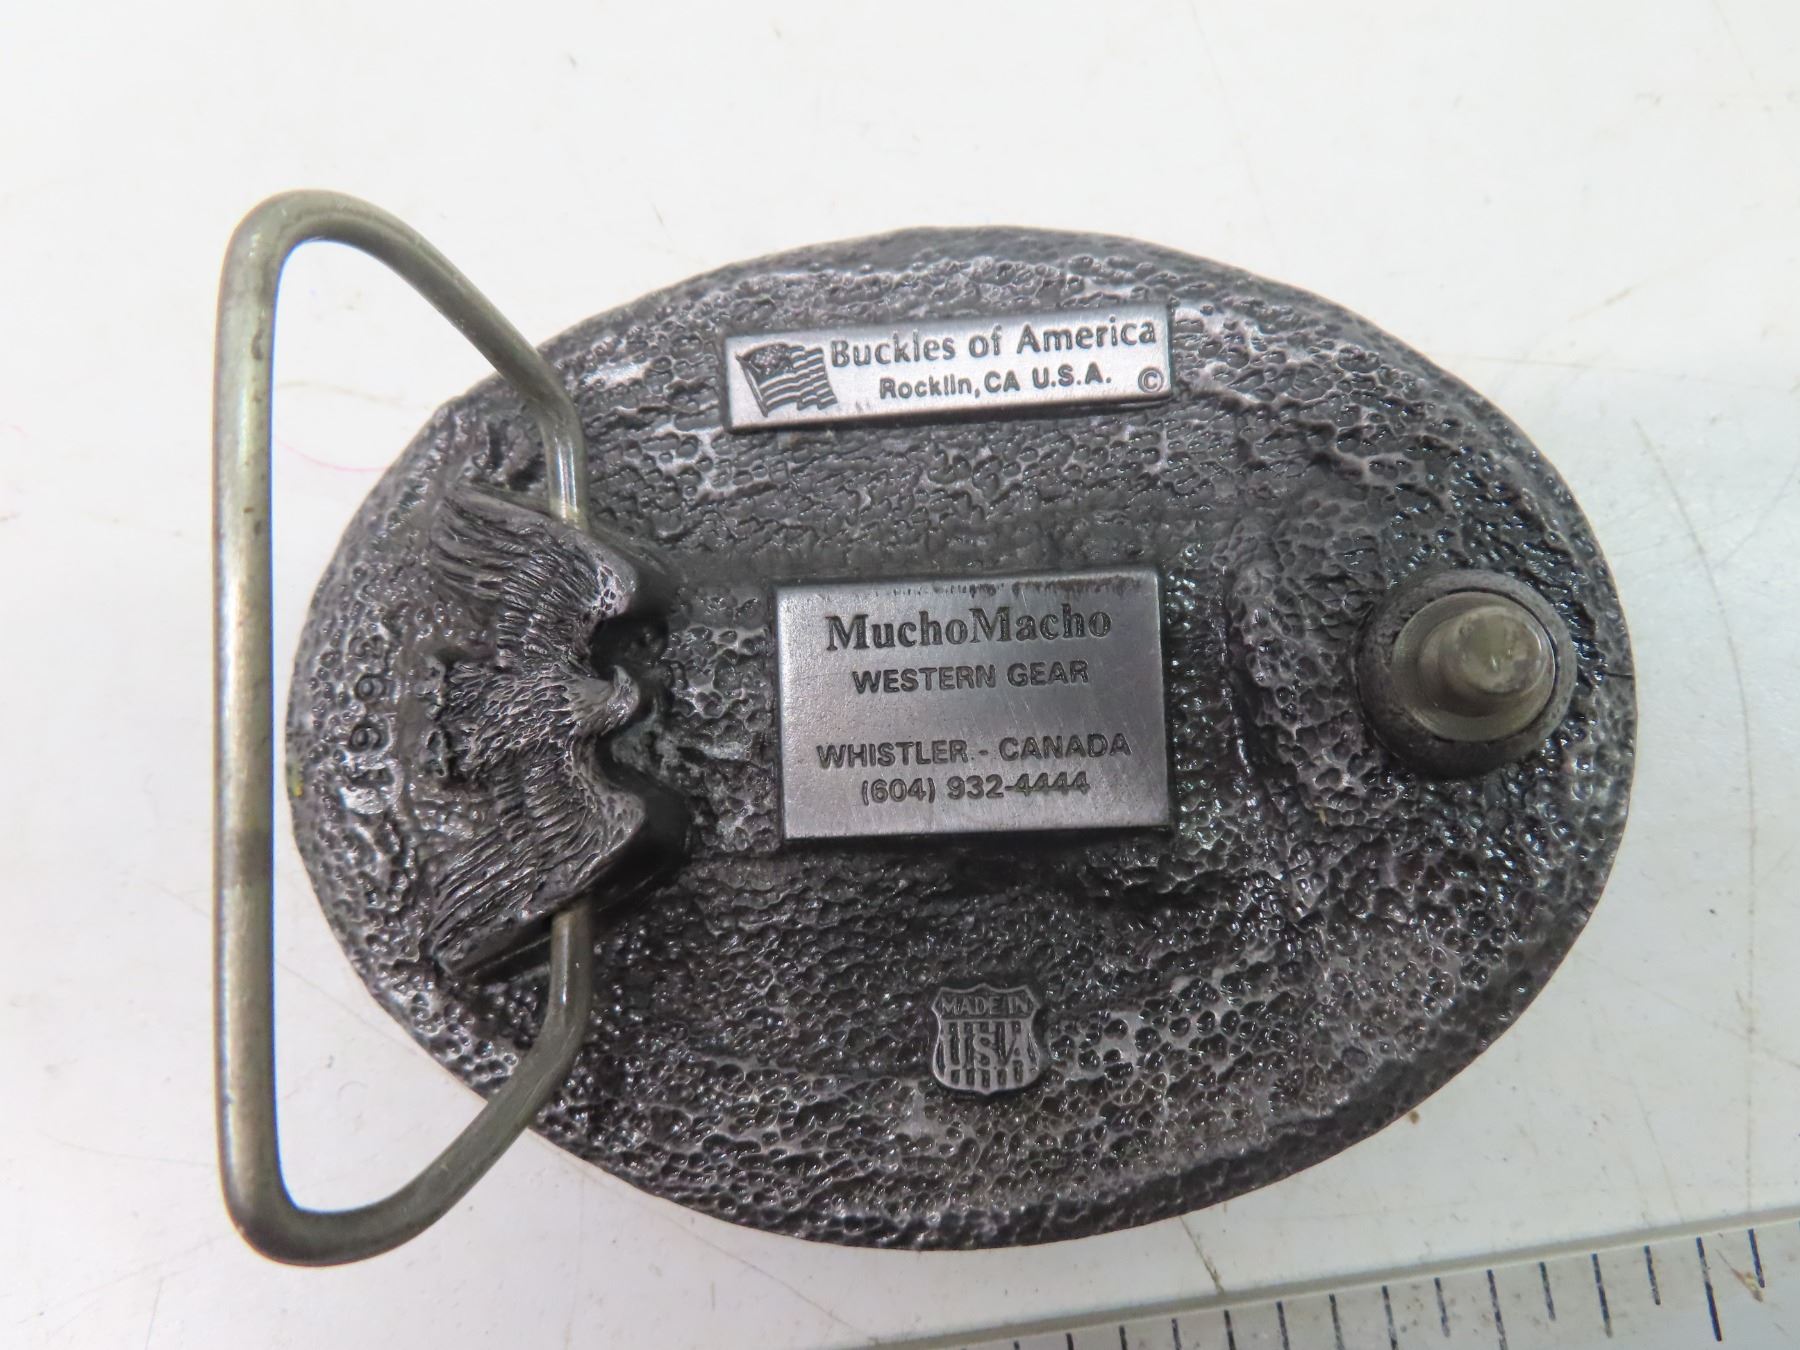 Buckles of America
Rocklin, CA U.S.A. ©
MuchoMacho
WESTERN GEAR
WHISTLER - CANADA
(604) 932-4444
MADE IN
USA